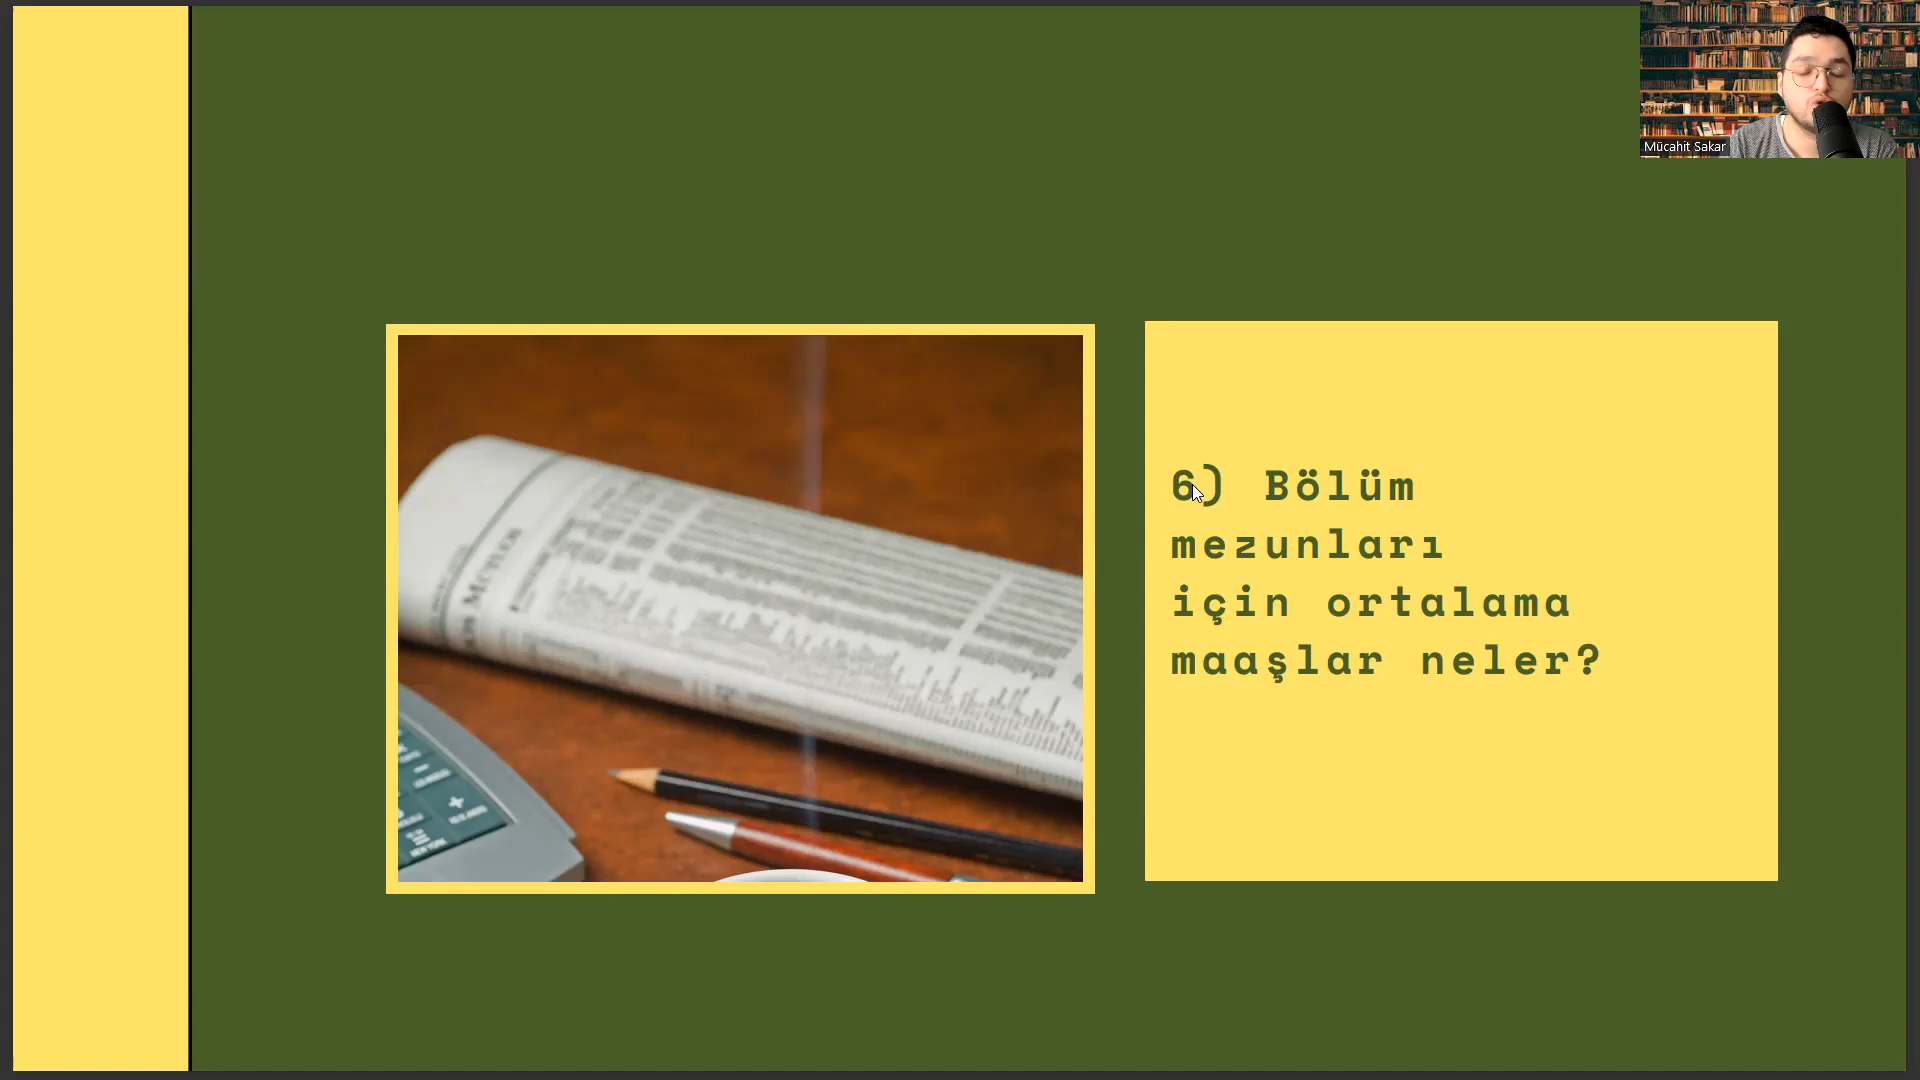 Mücahit Sakar
6) Bölüm
mezunları
için ortalama
maaşlar neler?